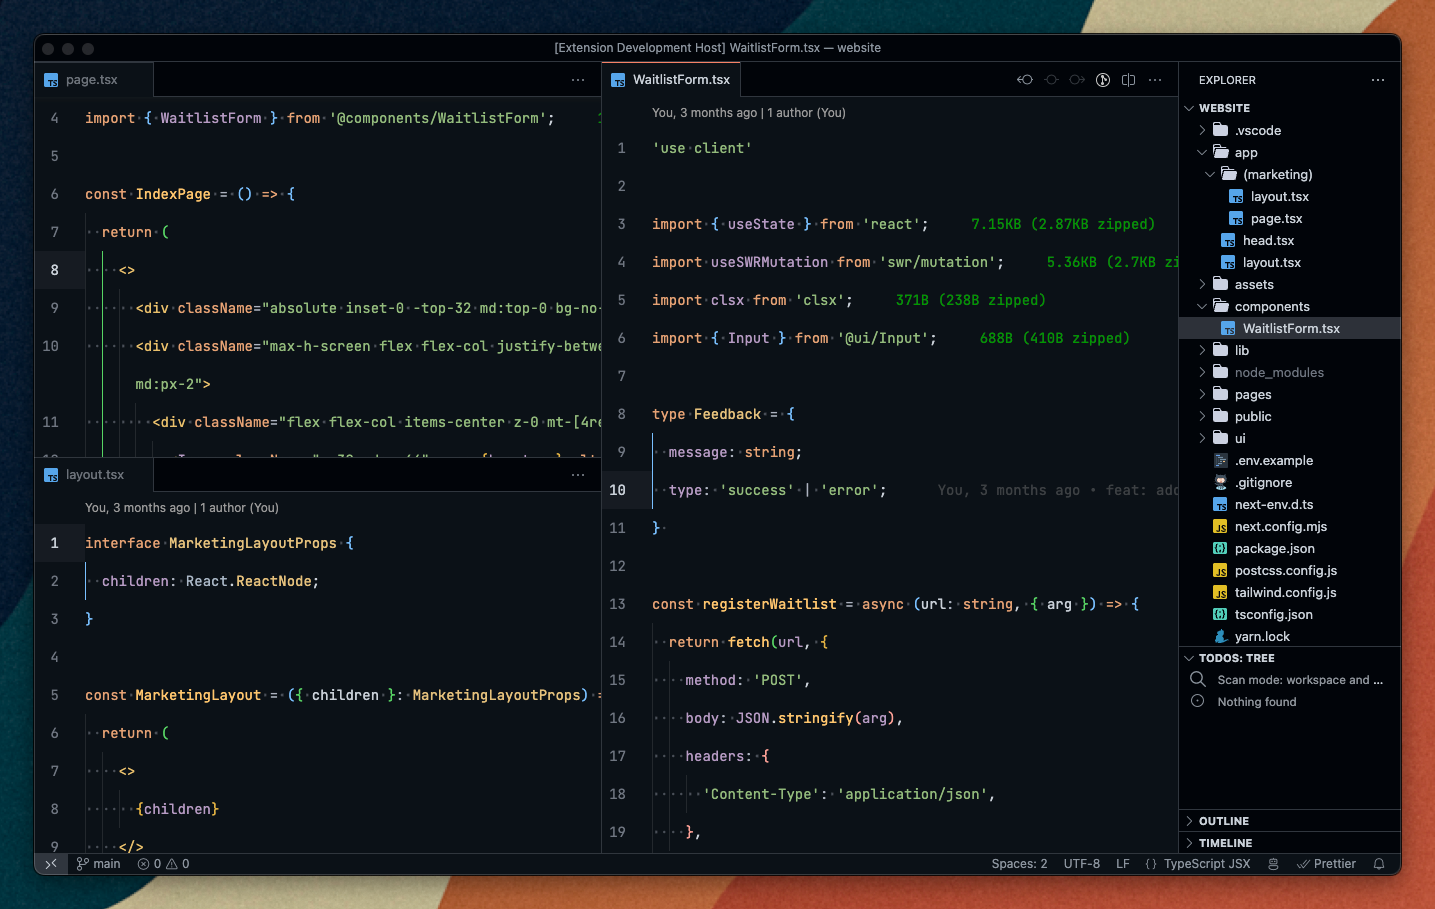 [Extension Development Host] WaitlistForm.tsx — website
page.tsx
4 import { WaitlistForm } from '@components/WaitlistForm';
5
6 const IndexPage = () => {
7 return (
8 <>
9 <div className="absolute inset-0 -top-32 md:top-0 bg-no-
10 <div className="max-h-screen flex flex-col justify-betwe
md:px-2">
11 <div className="flex flex-col items-center z-0 mt-[4re
layout.tsx
You, 3 months ago | 1 author (You)
1 interface MarketingLayoutProps {
2 children: React.ReactNode;
3 }
4
5 const MarketingLayout = ({ children }: MarketingLayoutProps) =
6 return (
7 <>
8 {children}
9 </>
WaitlistForm.tsx
You, 3 months ago | 1 author (You)
1 'use client'
2
3 import { useState } from 'react'; 7.15KB (2.87KB zipped)
4 import useSWRMutation from 'swr/mutation'; 5.36KB (2.7KB zi
5 import clsx from 'clsx'; 371B (238B zipped)
6 import { Input } from '@ui/Input'; 688B (410B zipped)
7
8 type Feedback = {
9 message: string;
10 type: 'success' | 'error'; You, 3 months ago • feat: add
11 }
12
13 const registerWaitlist = async (url: string, { arg }) => {
14 return fetch(url, {
15 method: 'POST',
16 body: JSON.stringify(arg),
17 headers: {
18 'Content-Type': 'application/json',
19 },
EXPLORER
WEBSITE
.vscode
app
(marketing)
layout.tsx
page.tsx
head.tsx
layout.tsx
assets
components
WaitlistForm.tsx
lib
node_modules
pages
public
ui
.env.example
.gitignore
next-env.d.ts
next.config.mjs
package.json
postcss.config.js
tailwind.config.js
tsconfig.json
yarn.lock
TODOS: TREE
Scan mode: workspace and ...
Nothing found
OUTLINE
TIMELINE
main 0 0 Spaces: 2 UTF-8 LF {} TypeScript JSX Prettier